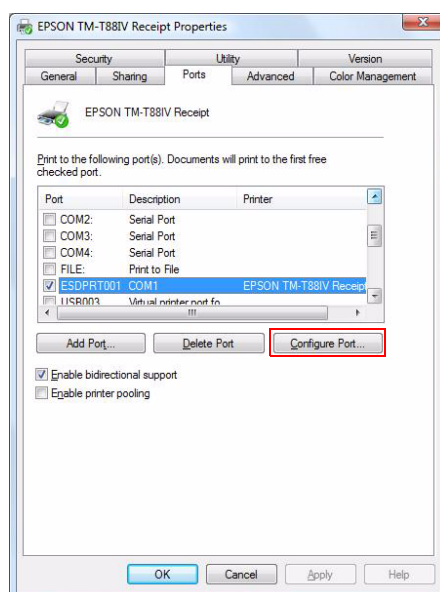 EPSON TM-T88IV Receipt Properties
Security Utility Version
General Sharing Ports Advanced Color Management
EPSON TM-T88IV Receipt
Print to the following port(s). Documents will print to the first free
checked port.
Port Description Printer
COM2: Serial Port
COM3: Serial Port
COM4: Serial Port
FILE: Print to File
ESDPRT001 COM1 EPSON TM-T88IV Receipt
USB003 Virtual printer port fo
Add Port... Delete Port Configure Port...
Enable bidirectional support
Enable printer pooling
OK Cancel Apply Help